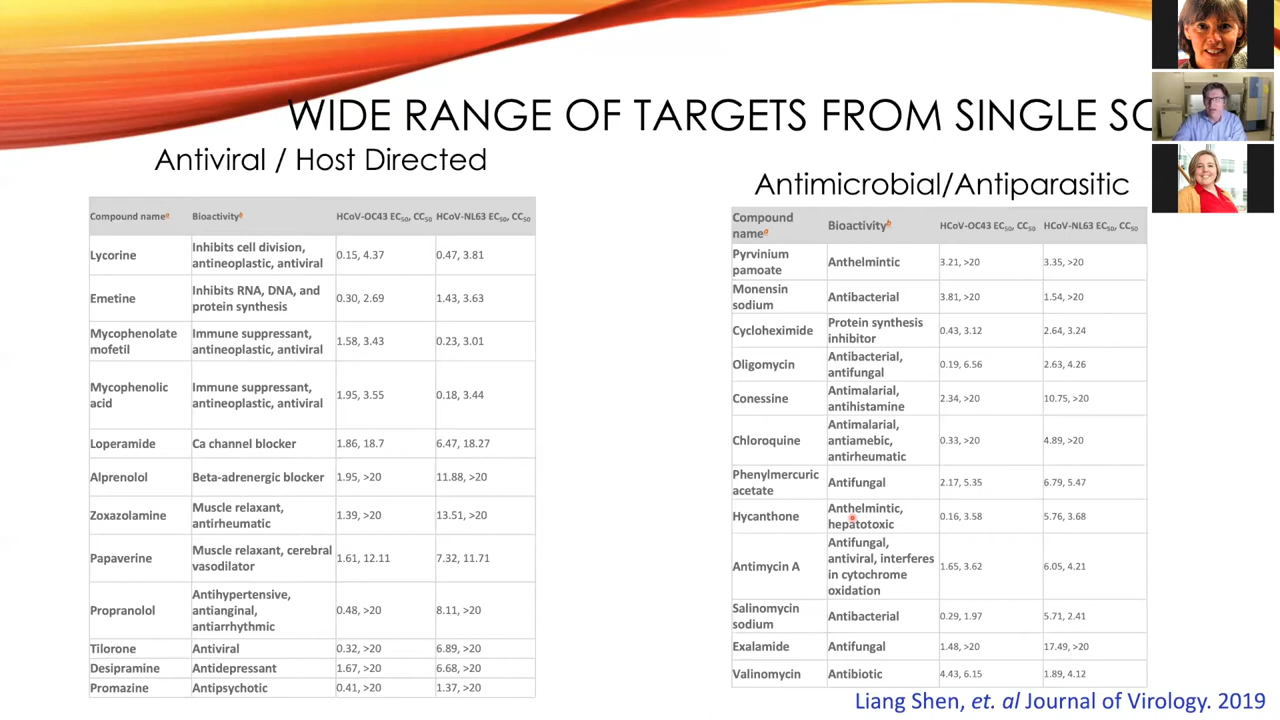 WIDE RANGE OF TARGETS FROM SINGLE SC
Antiviral / Host Directed
Compound nameᵃ Bioactivityᵇ HCoV-OC43 EC₅₀, CC₅₀ HCoV-NL63 EC₅₀, CC₅₀
Lycorine Inhibits cell division, antineoplastic, antiviral 0.15, 4.37 0.47, 3.81
Emetine Inhibits RNA, DNA, and protein synthesis 0.30, 2.69 1.43, 3.63
Mycophenolate mofetil Immune suppressant, antineoplastic, antiviral 1.58, 3.43 0.23, 3.01
Mycophenolic acid Immune suppressant, antineoplastic, antiviral 1.95, 3.55 0.18, 3.44
Loperamide Ca channel blocker 1.86, 18.7 6.47, 18.27
Alprenolol Beta-adrenergic blocker 1.95, >20 11.88, >20
Zoxazolamine Muscle relaxant, antirheumatic 1.39, >20 13.51, >20
Papaverine Muscle relaxant, cerebral vasodilator 1.61, 12.11 7.32, 11.71
Propranolol Antihypertensive, antianginal, antiarrhythmic 0.48, >20 8.11, >20
Tilorone Antiviral 0.32, >20 6.89, >20
Desipramine Antidepressant 1.67, >20 6.68, >20
Promazine Antipsychotic 0.41, >20 1.37, >20
Antimicrobial/Antiparasitic
Compound nameᵃ Bioactivityᵇ HCoV-OC43 EC₅₀, CC₅₀ HCoV-NL63 EC₅₀, CC₅₀
Pyrvinium pamoate Anthelmintic 3.21, >20 3.35, >20
Monensin sodium Antibacterial 3.81, >20 1.54, >20
Cycloheximide Protein synthesis inhibitor 0.43, 3.12 2.64, 3.24
Oligomycin Antibacterial, antifungal 0.19, 6.56 2.63, 4.26
Conessine Antimalarial, antihistamine 2.34, >20 10.75, >20
Chloroquine Antimalarial, antiamebic, antirheumatic 0.33, >20 4.89, >20
Phenylmercuric acetate Antifungal 2.17, 5.35 6.79, 5.47
Hycanthone Anthelmintic, hepatotoxic 0.16, 3.58 5.76, 3.68
Antimycin A Antifungal, antiviral, interferes in cytochrome oxidation 1.65, 3.62 6.05, 4.21
Salinomycin sodium Antibacterial 0.29, 1.97 5.71, 2.41
Exalamide Antifungal 1.48, >20 17.49, >20
Valinomycin Antibiotic 4.43, 6.15 1.89, 4.12
Liang Shen, et. al Journal of Virology. 2019